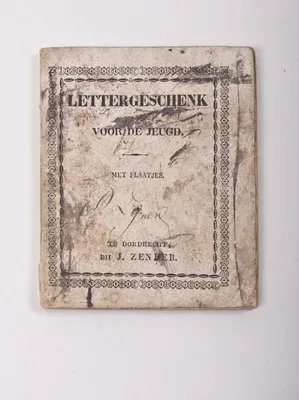 LETTERGESCHENK
VOOR DE JEUGD.
MET PLAATJES.
TE DORDRECHT,
BIJ J. ZENDER.